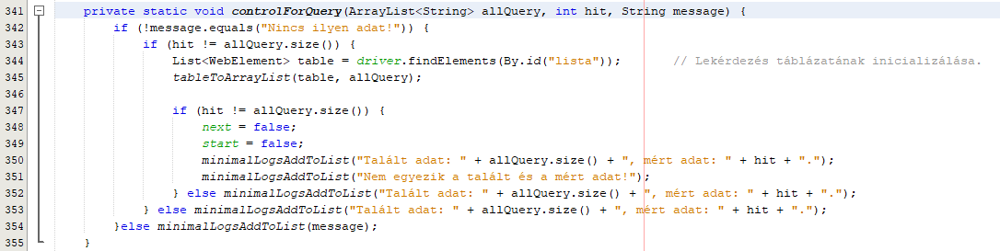 341 private static void controlForQuery(ArrayList<String> allQuery, int hit, String message) {
342 if (!message.equals("Nincs ilyen adat!")) {
343 if (hit != allQuery.size()) {
344 List<WebElement> table = driver.findElements(By.id("lista")); // Lekérdezés táblázatának inicializálása.
345 tableToArrayList(table, allQuery);
346
347 if (hit != allQuery.size()) {
348 next = false;
349 start = false;
350 minimalLogsAddToList("Talált adat: " + allQuery.size() + ", mért adat: " + hit + ".");
351 minimalLogsAddToList("Nem egyezik a talált és a mért adat!");
352 } else minimalLogsAddToList("Talált adat: " + allQuery.size() + ", mért adat: " + hit + ".");
353 } else minimalLogsAddToList("Talált adat: " + allQuery.size() + ", mért adat: " + hit + ".");
354 }else minimalLogsAddToList(message);
355 }